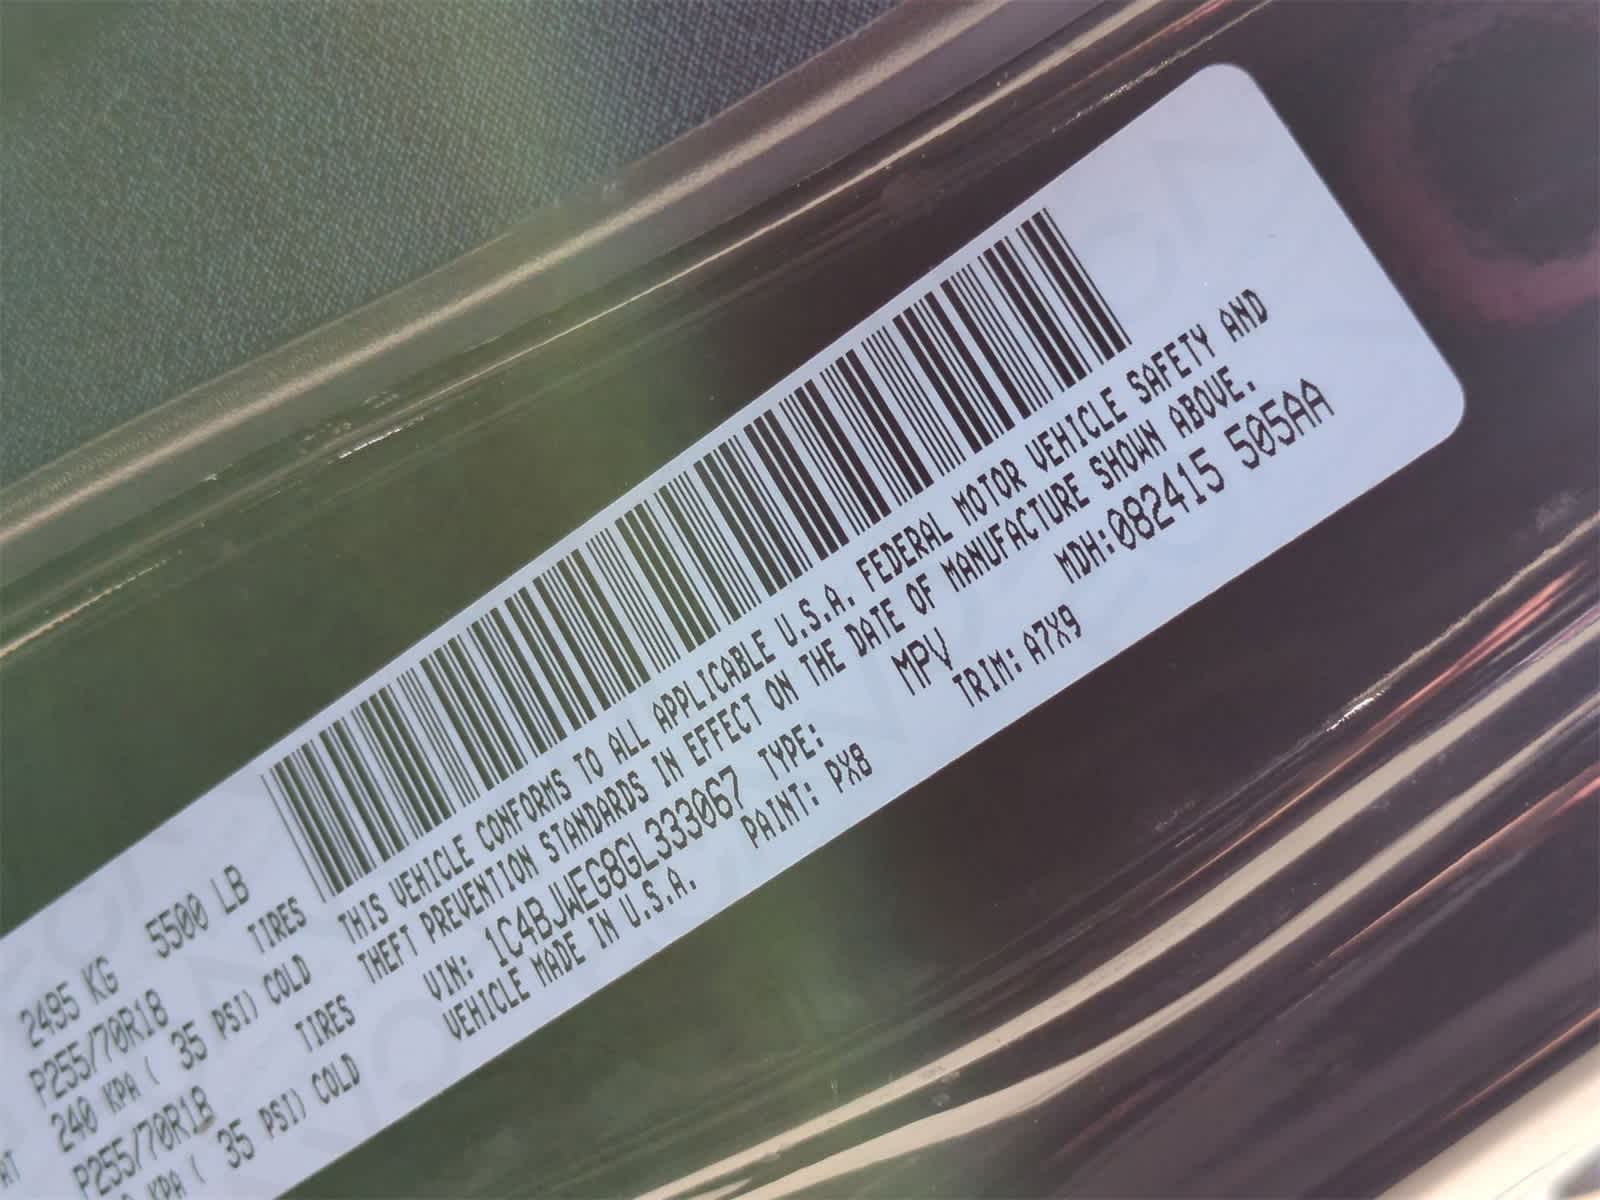 2495 KG 5500 LB
P255/70R18 TIRES
240 KPA ( 35 PSI) COLD
P255/70R18 TIRES
KPA ( 35 PSI) COLD
THIS VEHICLE CONFORMS TO ALL APPLICABLE U.S.A. FEDERAL MOTOR VEHICLE SAFETY AND
THEFT PREVENTION STANDARDS IN EFFECT ON THE DATE OF MANUFACTURE SHOWN ABOVE.
VIN: 1C4BJWEG8GL333067 TYPE: MPV MDH:082415 505AA
VEHICLE MADE IN U.S.A. PAINT: PX8 TRIM: A7X9